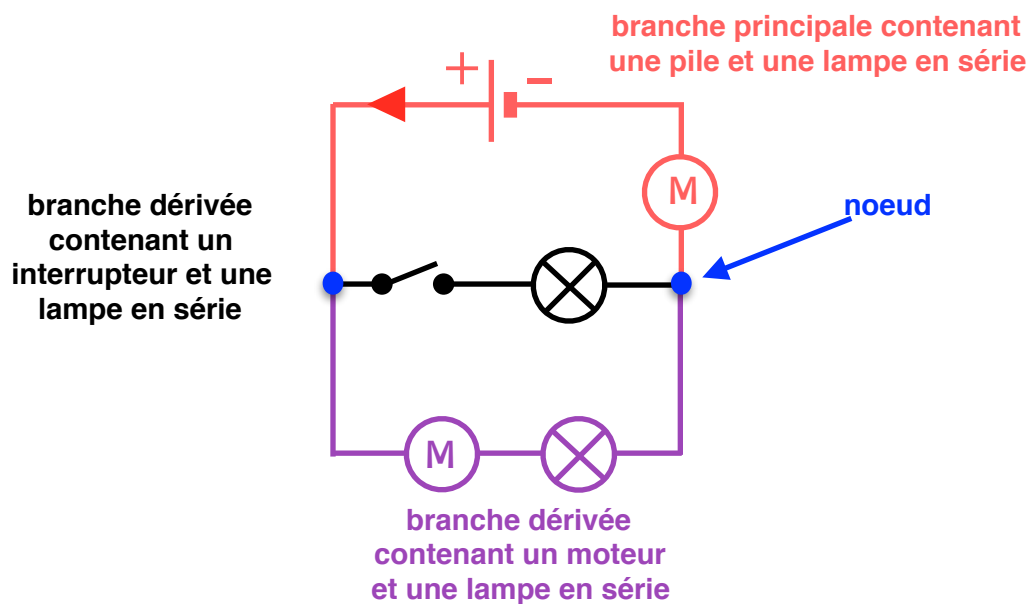 branche principale contenant
une pile et une lampe en série
+
−
M
branche dérivée
contenant un
interrupteur et une
lampe en série
noeud
M
branche dérivée
contenant un moteur
et une lampe en série